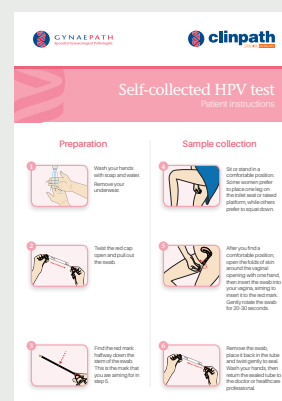 GYNAEPATH
Specialist Gynaecological Pathologists
clinpath
Self-collected HPV test
Patient instructions
Preparation
1
Wash your hands
with soap and water.
Remove your
underwear.
2
Twist the red cap
open and pull out
the swab.
3
Find the red mark
halfway down the
stem of the swab.
This is the mark that
you are aiming for in
step 5.
Sample collection
4
Sit or stand in a
comfortable position.
Some women prefer
to place one leg on
the toilet seat or raised
platform, while others
prefer to squat down.
5
After you find a
comfortable position,
open the folds of skin
around the vaginal
opening with one hand,
then insert the swab into
your vagina, aiming to
insert it to the red mark.
Gently rotate the swab
for 20-30 seconds.
6
Remove the swab,
place it back in the tube
and twist gently to seal.
Wash your hands, then
return the sealed tube to
the doctor or healthcare
professional.